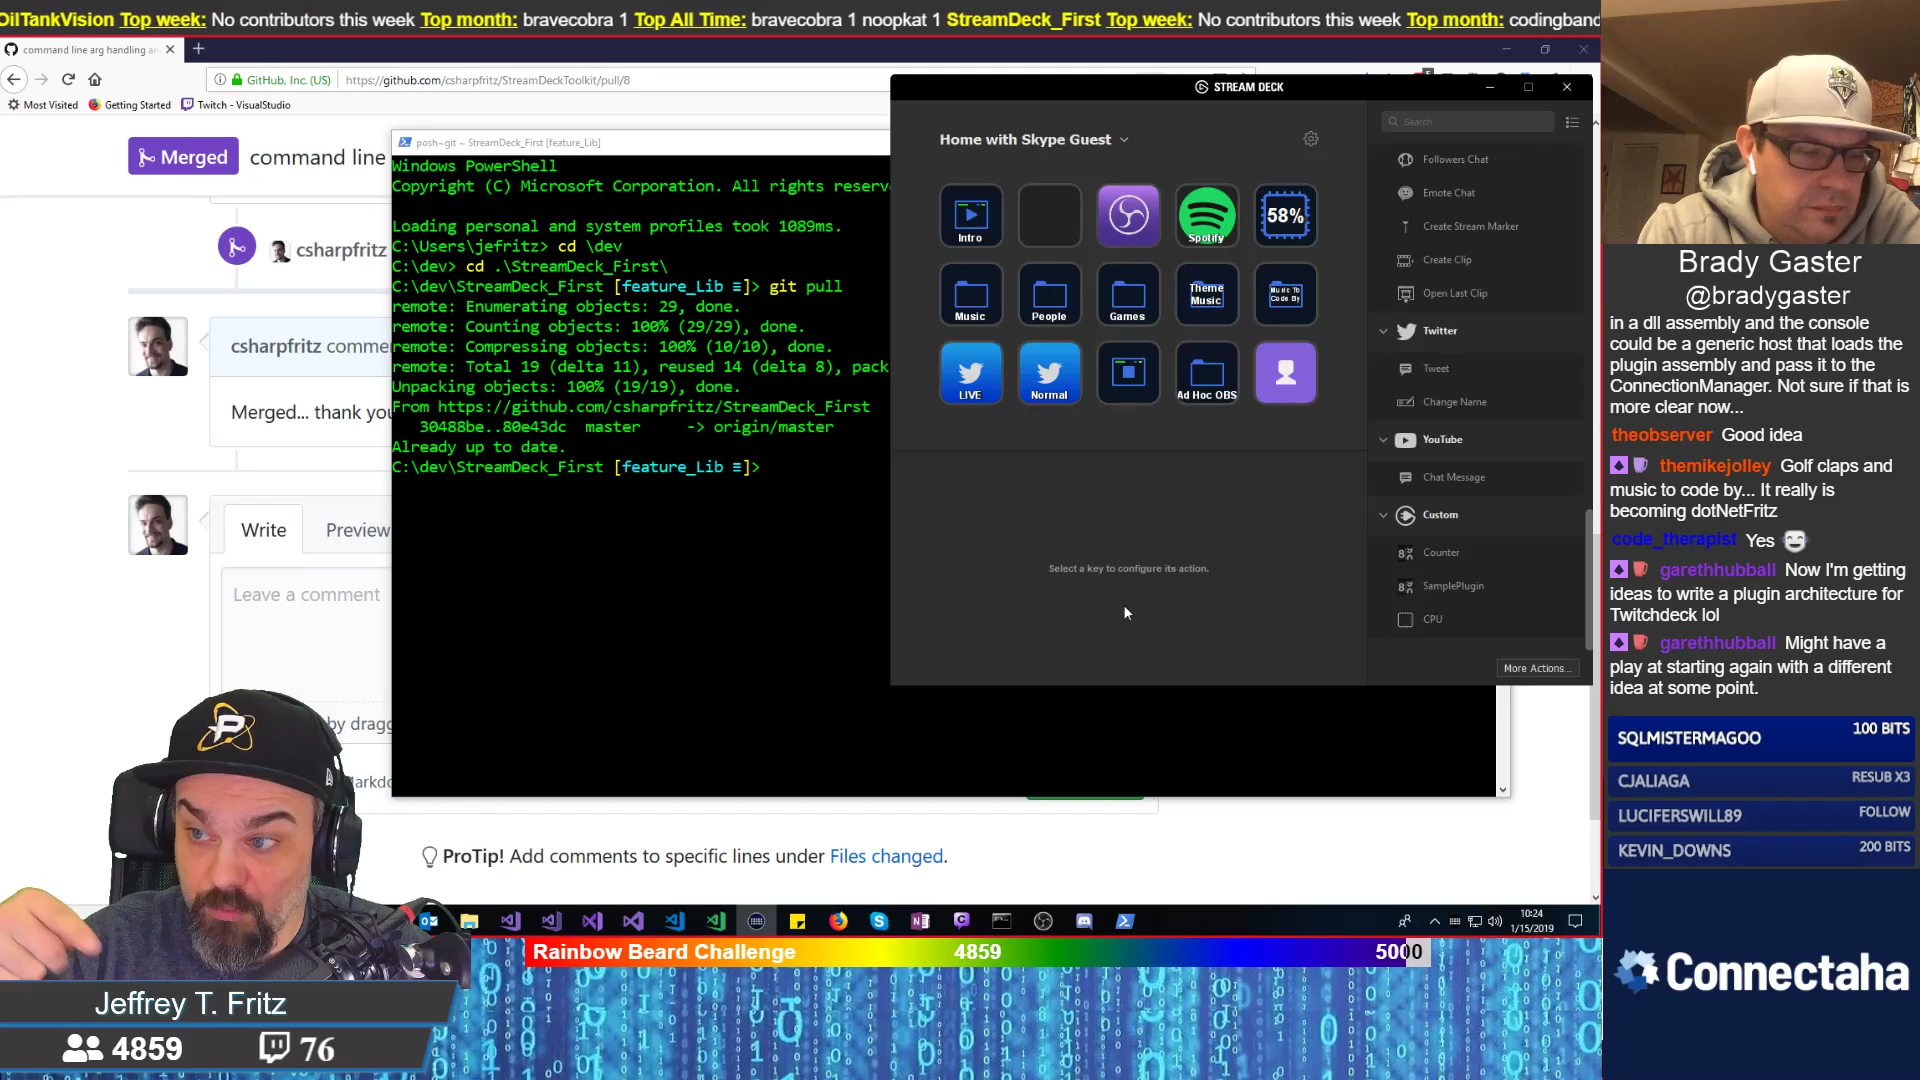 OilTankVision Top week: No contributors this week Top month: bravecobra 1 Top All Time: bravecobra 1 noopkat 1 StreamDeck_First Top week: No contributors this week Top month: codingband
command line arg handling an
GitHub, Inc. (US) https://github.com/csharpfritz/StreamDeckToolkit/pull/8
Most Visited Getting Started Twitch - VisualStudio
Merged command line
csharpfritz
csharpfritz comme
Merged... thank you
Write Preview
Leave a comment
by dragg
arkdo
ProTip! Add comments to specific lines under Files changed.
posh~git ~ StreamDeck_First [feature_Lib]
Windows PowerShell
Copyright (C) Microsoft Corporation. All rights reserv
Loading personal and system profiles took 1089ms.
C:\Users\jefritz> cd \dev
C:\dev> cd .\StreamDeck_First\
C:\dev\StreamDeck_First [feature_Lib ≡]> git pull
remote: Enumerating objects: 29, done.
remote: Counting objects: 100% (29/29), done.
remote: Compressing objects: 100% (10/10), done.
remote: Total 19 (delta 11), reused 14 (delta 8), pack
Unpacking objects: 100% (19/19), done.
From https://github.com/csharpfritz/StreamDeck_First
30488be..80e43dc master -> origin/master
Already up to date.
C:\dev\StreamDeck_First [feature_Lib ≡]>
STREAM DECK
Home with Skype Guest
Intro
Spotify
58%
Music
People
Games
Theme
Music
Music To
Code By
LIVE
Normal
Ad Hoc OBS
Select a key to configure its action.
Search
Followers Chat
Emote Chat
Create Stream Marker
Create Clip
Open Last Clip
Twitter
Tweet
Change Name
YouTube
Chat Message
Custom
Counter
SamplePlugin
CPU
More Actions...
10:24
1/15/2019
Brady Gaster
@bradygaster
in a dll assembly and the console
could be a generic host that loads the
plugin assembly and pass it to the
ConnectionManager. Not sure if that is
more clear now...
theobserver Good idea
themikejolley Golf claps and
music to code by... It really is
becoming dotNetFritz
code_therapist Yes
garethhubball Now I'm getting
ideas to write a plugin architecture for
Twitchdeck lol
garethhubball Might have a
play at starting again with a different
idea at some point.
SQLMISTERMAGOO 100 BITS
CJALIAGA RESUB X3
LUCIFERSWILL89 FOLLOW
KEVIN_DOWNS 200 BITS
Connectaha
Rainbow Beard Challenge 4859 5000
Jeffrey T. Fritz
4859 76